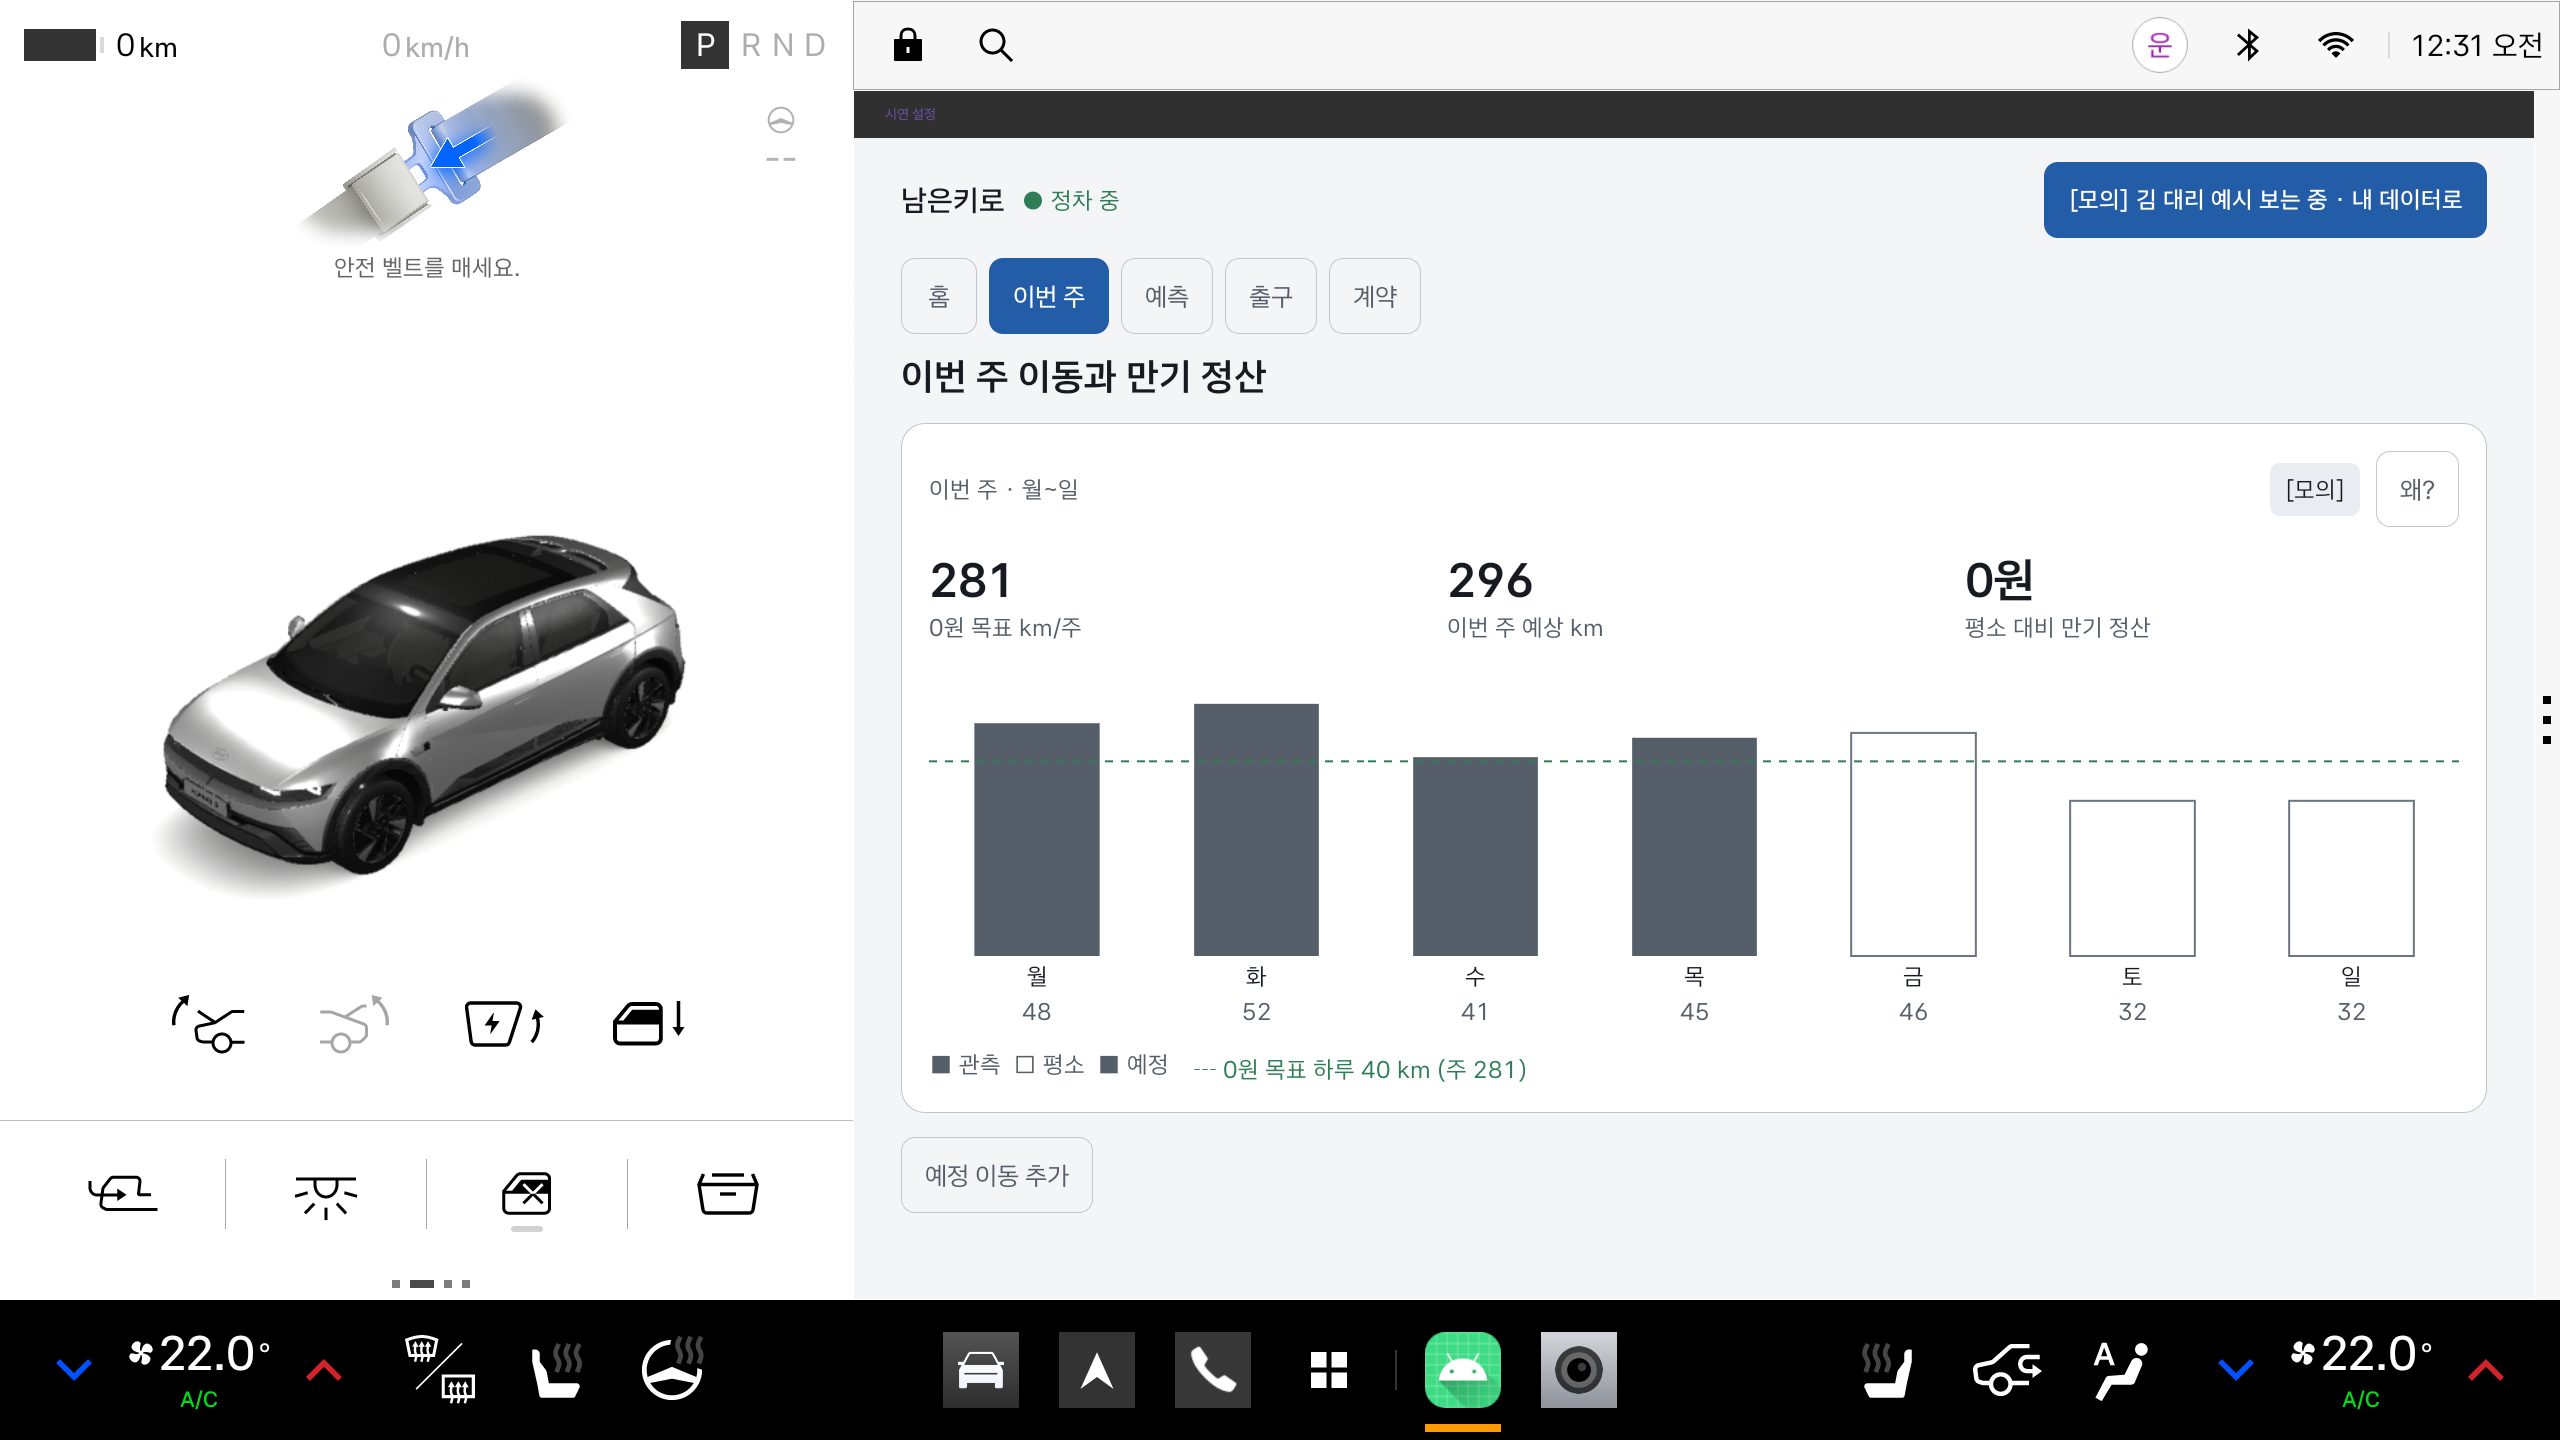 0 km
0 km/h
P R N D
안전 벨트를 매세요.
운
12:31 오전
시연 설정
남은키로 정차 중
[모의] 김 대리 예시 보는 중 · 내 데이터로
홈
이번 주
예측
출구
계약
이번 주 이동과 만기 정산
이번 주 · 월~일
[모의]
왜?
281
0원 목표 km/주
296
이번 주 예상 km
0원
평소 대비 만기 정산
월 화 수 목 금 토 일
48 52 41 45 46 32 32
관측 평소 예정 --- 0원 목표 하루 40 km (주 281)
예정 이동 추가
22.0°
A/C
A
22.0°
A/C